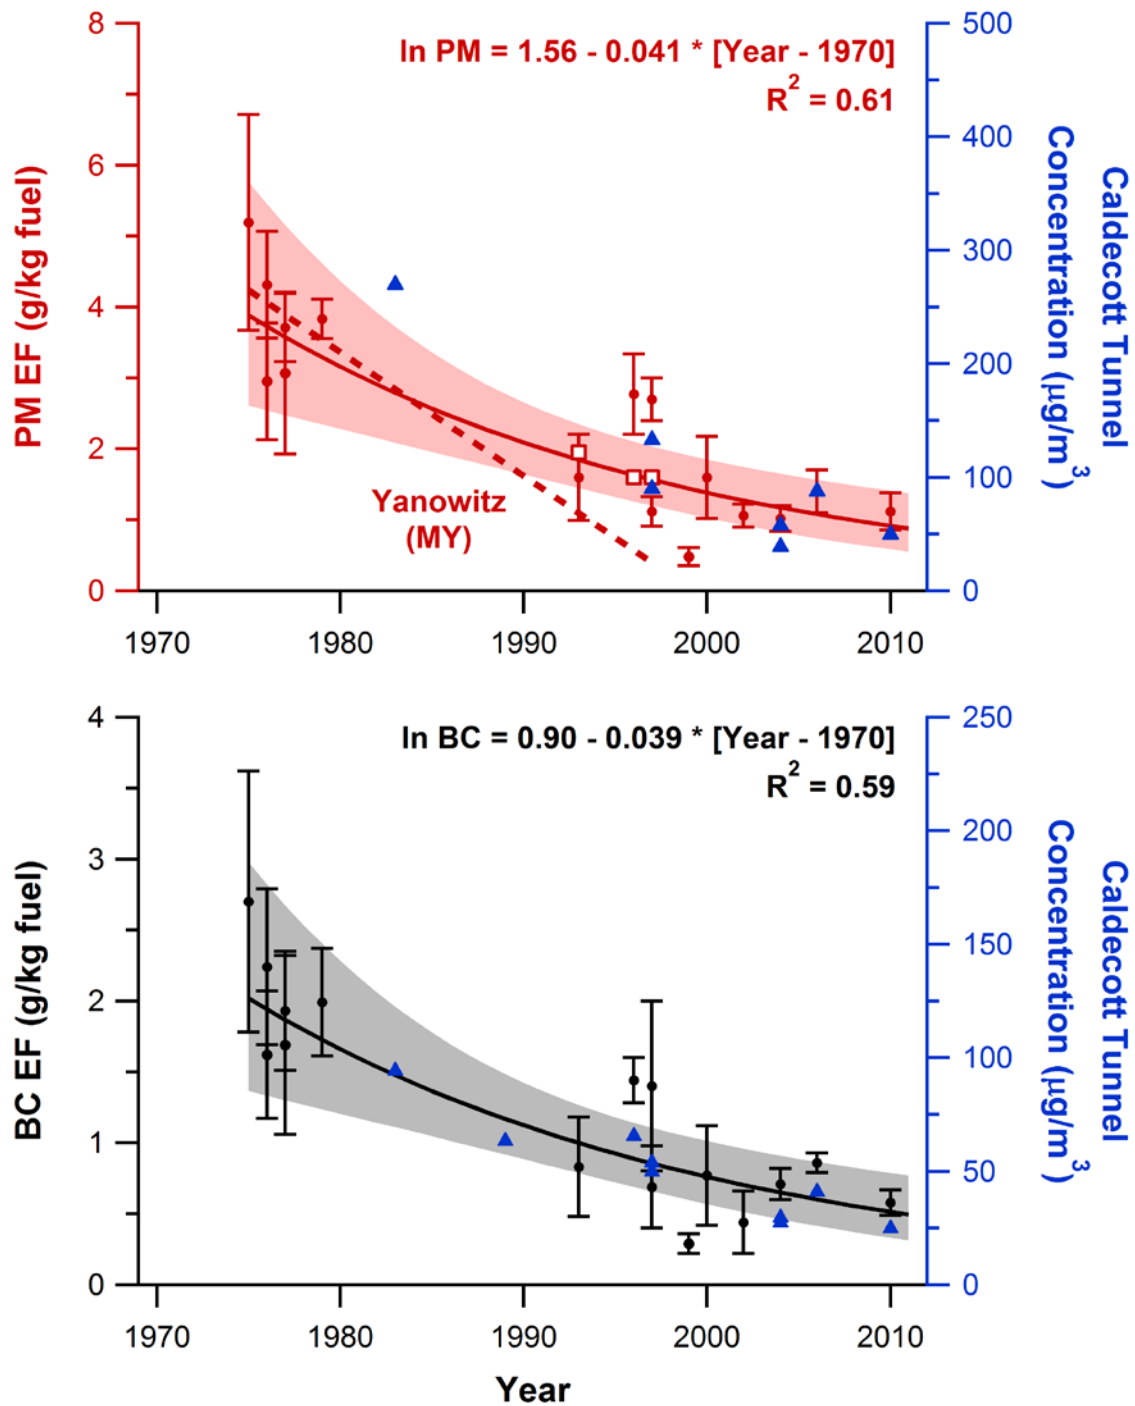 8
6
4
2
0
PM EF (g/kg fuel)
ln PM = 1.56 - 0.041 * [Year - 1970]
R² = 0.61
Yanowitz
(MY)
500
400
300
200
100
0
Caldecott Tunnel
Concentration (µg/m³)
1970 1980 1990 2000 2010
4
3
2
1
0
BC EF (g/kg fuel)
ln BC = 0.90 - 0.039 * [Year - 1970]
R² = 0.59
250
200
150
100
50
0
Caldecott Tunnel
Concentration (µg/m³)
1970 1980 1990 2000 2010
Year